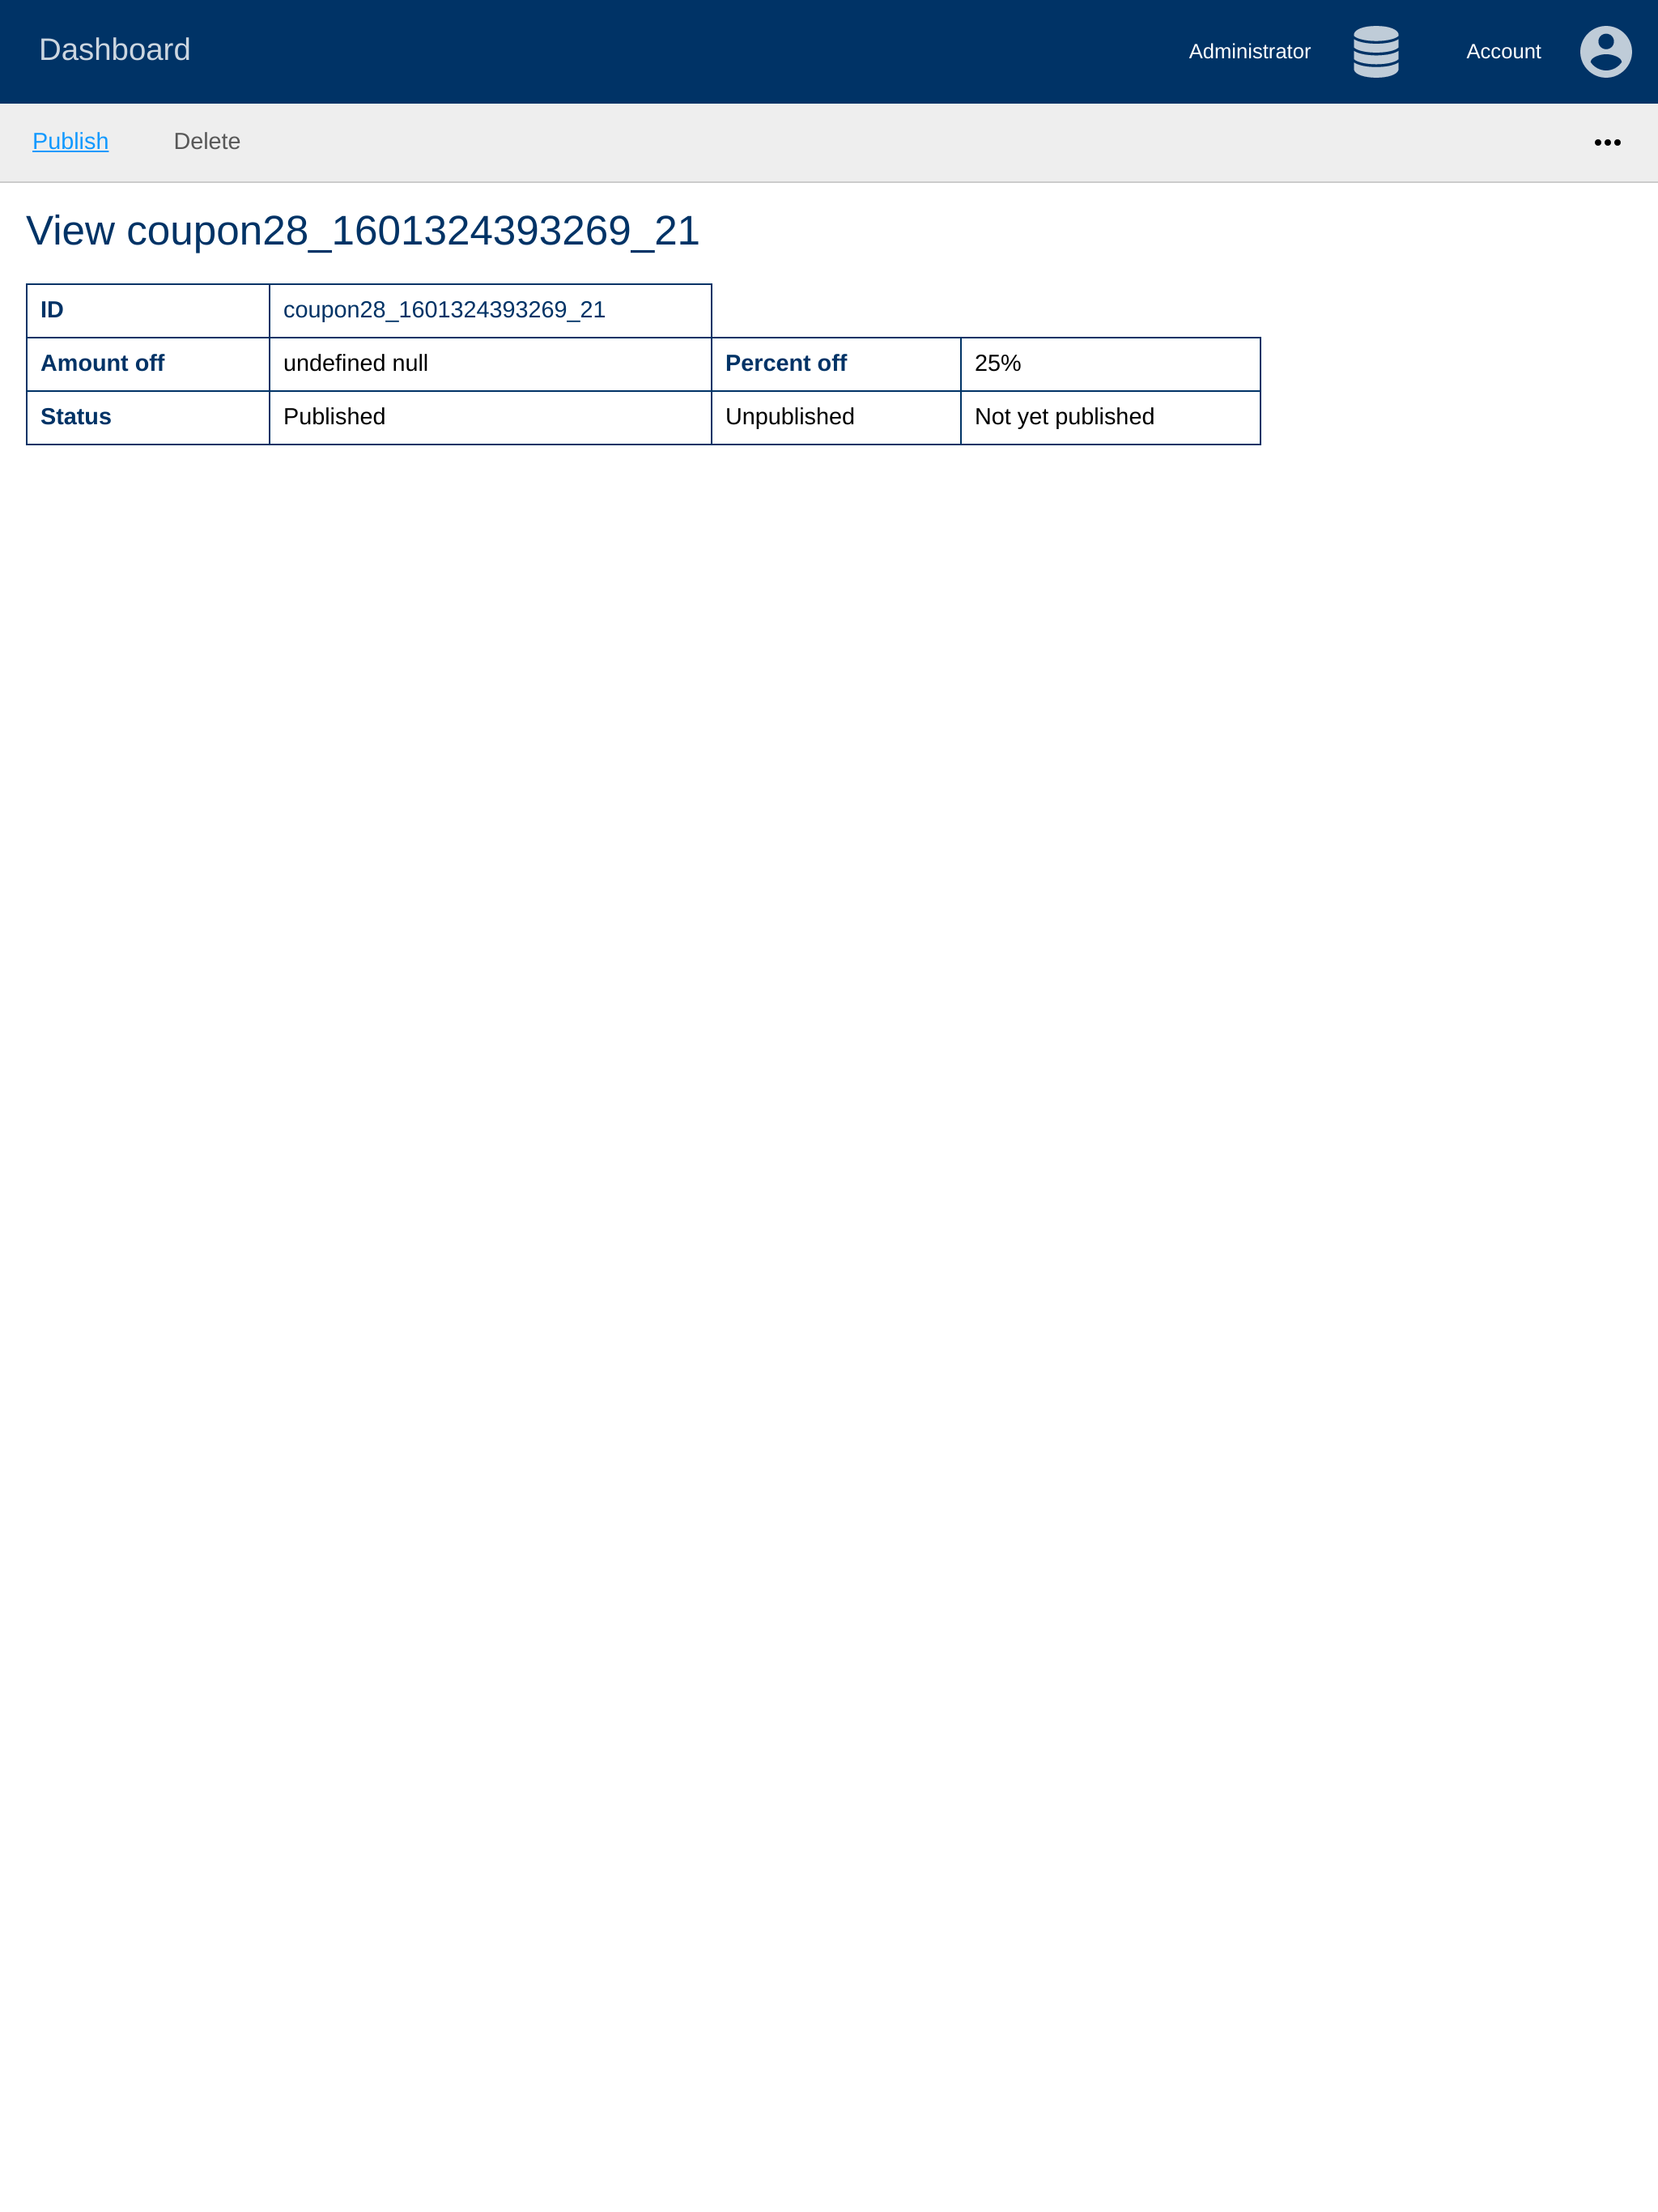 Dashboard Administrator Account
Publish Delete •••
View coupon28_1601324393269_21
ID coupon28_1601324393269_21
Amount off undefined null Percent off 25%
Status Published Unpublished Not yet published